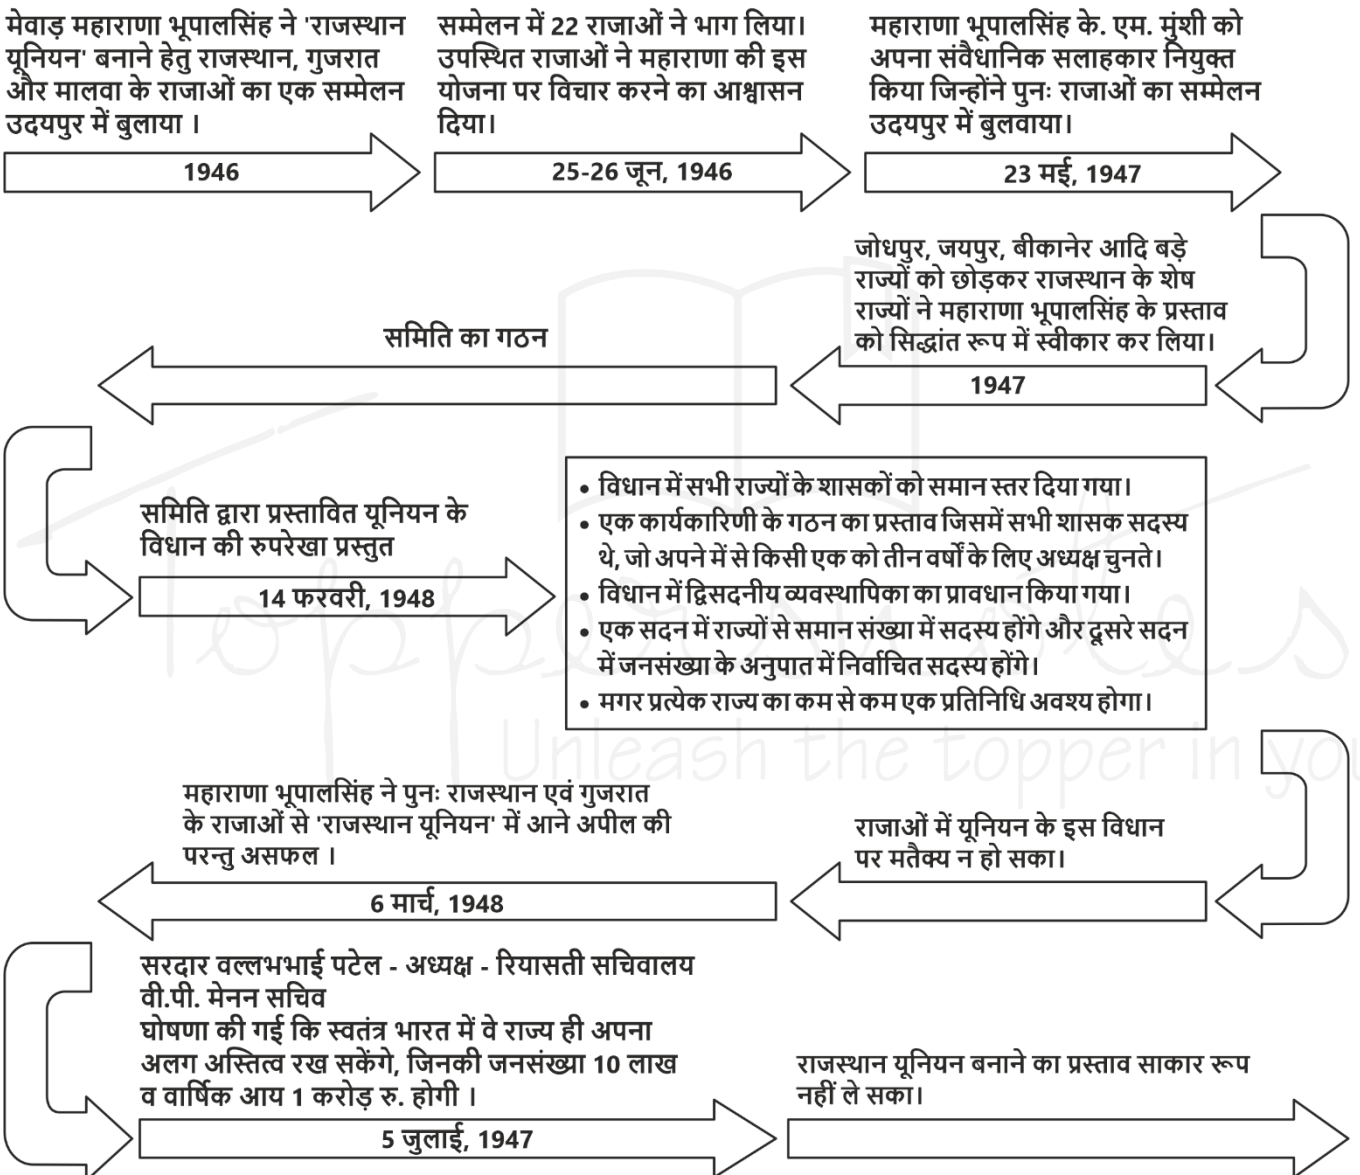 मेवाड़ महाराणा भूपालसिंह ने 'राजस्थान
यूनियन' बनाने हेतु राजस्थान, गुजरात
और मालवा के राजाओं का एक सम्मेलन
उदयपुर में बुलाया ।
1946
सम्मेलन में 22 राजाओं ने भाग लिया।
उपस्थित राजाओं ने महाराणा की इस
योजना पर विचार करने का आश्वासन
दिया।
25-26 जून, 1946
महाराणा भूपालसिंह के. एम. मुंशी को
अपना संवैधानिक सलाहकार नियुक्त
किया जिन्होंने पुनः राजाओं का सम्मेलन
उदयपुर में बुलवाया।
23 मई, 1947
जोधपुर, जयपुर, बीकानेर आदि बड़े
राज्यों को छोड़कर राजस्थान के शेष
राज्यों ने महाराणा भूपालसिंह के प्रस्ताव
को सिद्धांत रूप में स्वीकार कर लिया।
1947
समिति का गठन
समिति द्वारा प्रस्तावित यूनियन के
विधान की रुपरेखा प्रस्तुत
14 फरवरी, 1948
• विधान में सभी राज्यों के शासकों को समान स्तर दिया गया।
• एक कार्यकारिणी के गठन का प्रस्ताव जिसमें सभी शासक सदस्य
थे, जो अपने में से किसी एक को तीन वर्षों के लिए अध्यक्ष चुनते।
• विधान में द्विसदनीय व्यवस्थापिका का प्रावधान किया गया।
• एक सदन में राज्यों से समान संख्या में सदस्य होंगे और दूसरे सदन
में जनसंख्या के अनुपात में निर्वाचित सदस्य होंगे।
• मगर प्रत्येक राज्य का कम से कम एक प्रतिनिधि अवश्य होगा।
राजाओं में यूनियन के इस विधान
पर मतैक्य न हो सका।
महाराणा भूपालसिंह ने पुनः राजस्थान एवं गुजरात
के राजाओं से 'राजस्थान यूनियन' में आने अपील की
परन्तु असफल ।
6 मार्च, 1948
सरदार वल्लभभाई पटेल - अध्यक्ष - रियासती सचिवालय
वी.पी. मेनन सचिव
घोषणा की गई कि स्वतंत्र भारत में वे राज्य ही अपना
अलग अस्तित्व रख सकेंगे, जिनकी जनसंख्या 10 लाख
व वार्षिक आय 1 करोड़ रु. होगी ।
5 जुलाई, 1947
राजस्थान यूनियन बनाने का प्रस्ताव साकार रूप
नहीं ले सका।
Toppernotes
Unleash the topper in you